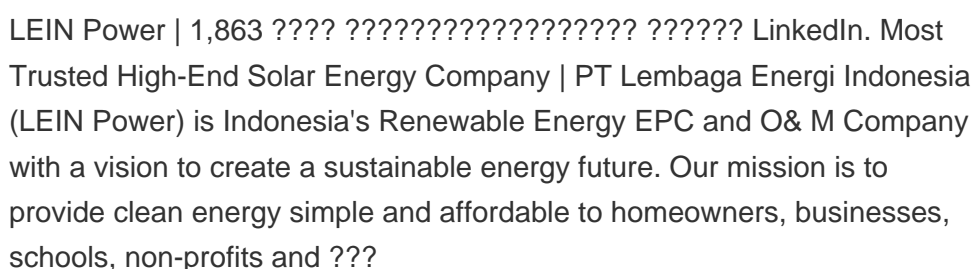 LEIN Power | 1,863 ???? ?????????????????? ?????? LinkedIn. Most
Trusted High-End Solar Energy Company | PT Lembaga Energi Indonesia
(LEIN Power) is Indonesia's Renewable Energy EPC and O& M Company
with a vision to create a sustainable energy future. Our mission is to
provide clean energy simple and affordable to homeowners, businesses,
schools, non-profits and ???